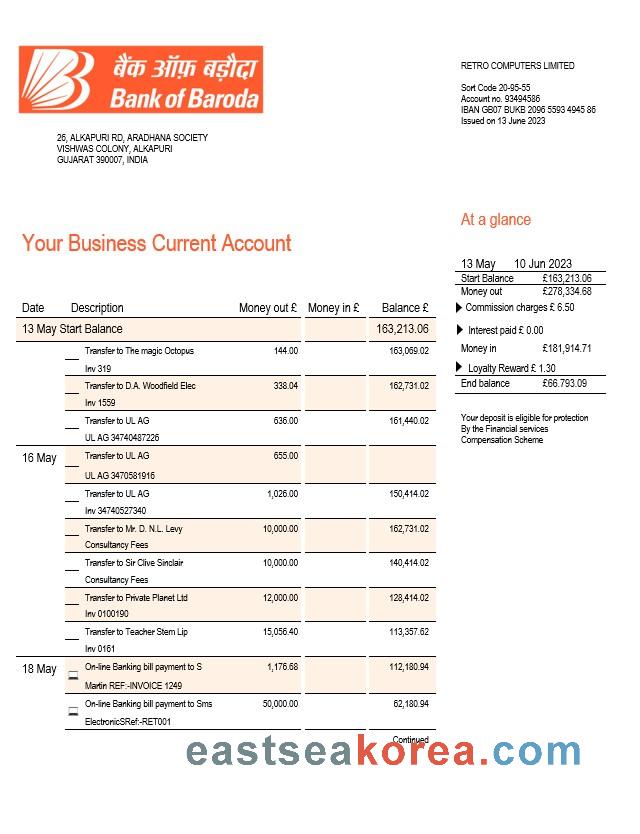 बैंक ऑफ़ बड़ौदा
Bank of Baroda
RETRO COMPUTERS LIMITED
Sort Code 20-95-55
Account no. 93494586
IBAN GB07 BUKB 2096 5593 4945 86
Issued on 13 June 2023
26, ALKAPURI RD, ARADHANA SOCIETY
VISHWAS COLONY, ALKAPURI
GUJARAT 390007, INDIA
At a glance
Your Business Current Account
13 May 10 Jun 2023
Start Balance £163,213.06
Money out £278,334.68
Commission charges £ 6.50
Interest paid £ 0.00
Money in £181,914.71
Loyalty Reward £ 1.30
End balance £66.793.09
Your deposit is eligible for protection
By the Financial services
Compensation Scheme
Date Description Money out £ Money in £ Balance £
13 May Start Balance 163,213.06
Transfer to The magic Octopus 144.00 163,069.02
Inv 319
Transfer to D.A. Woodfield Elec 338.04 162,731.02
Inv 1559
Transfer to UL AG 636.00 161,440.02
UL AG 34740487226
16 May Transfer to UL AG 655.00
UL AG 3470581916
Transfer to UL AG 1,026.00 150,414.02
Inv 34740527340
Transfer to Mr. D. N.L. Levy 10,000.00 162,731.02
Consultancy Fees
Transfer to Sir Clive Sinclair 10,000.00 140,414.02
Consultancy Fees
Transfer to Private Planet Ltd 12,000.00 128,414.02
Inv 0100190
Transfer to Teacher Stem Lip 15,056.40 113,357.62
Inv 0161
18 May On-line Banking bill payment to S 1,176.68 112,180.94
Martin REF:-INVOICE 1249
On-line Banking bill payment to Sms 50,000.00 62,180.94
ElectronicSRef:-RET001
Continued
eastseakorea.com